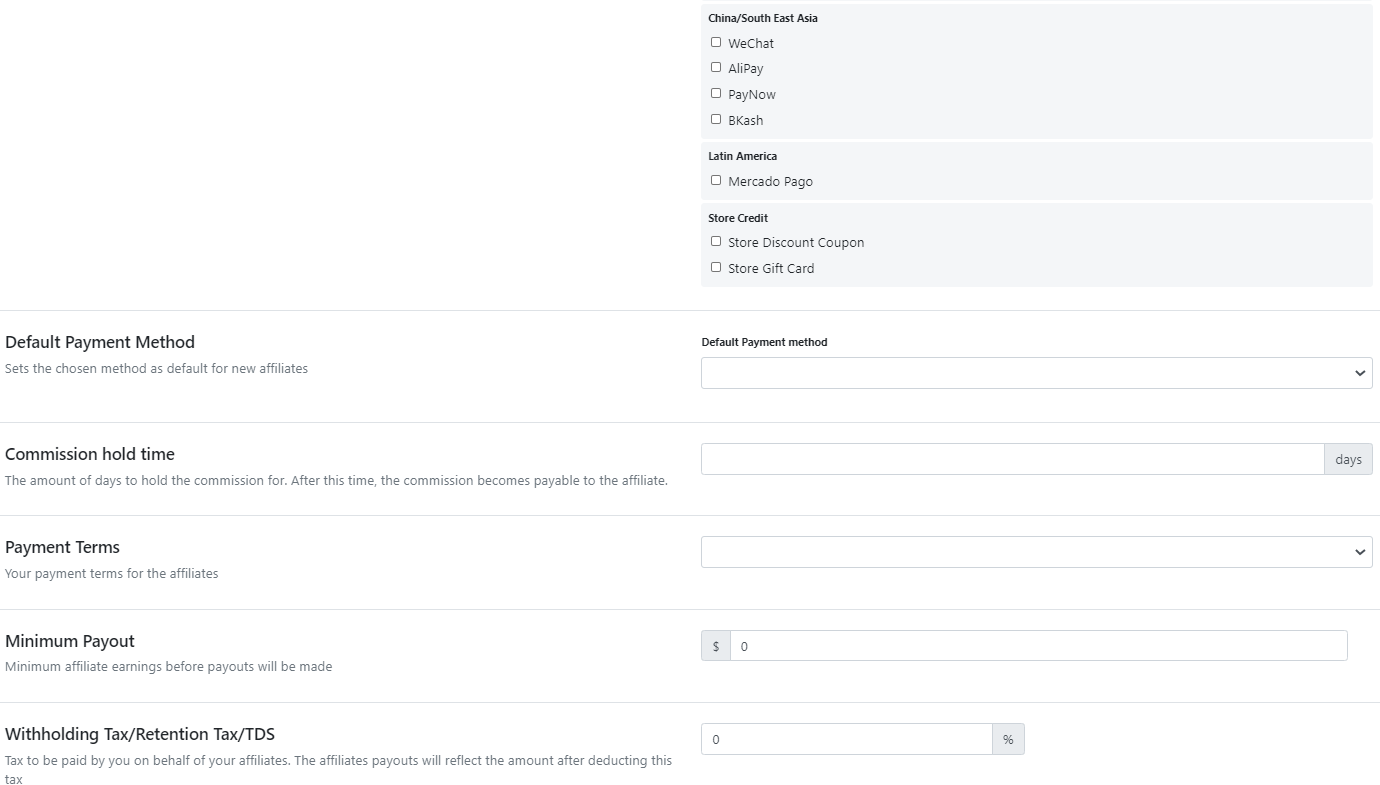 China/South East Asia
WeChat
AliPay
PayNow
BKash
Latin America
Mercado Pago
Store Credit
Store Discount Coupon
Store Gift Card
Default Payment Method
Sets the chosen method as default for new affiliates
Default Payment method
Commission hold time
The amount of days to hold the commission for. After this time, the commission becomes payable to the affiliate.
days
Payment Terms
Your payment terms for the affiliates
Minimum Payout
Minimum affiliate earnings before payouts will be made
$ 0
Withholding Tax/Retention Tax/TDS
Tax to be paid by you on behalf of your affiliates. The affiliates payouts will reflect the amount after deducting this
tax
0 %